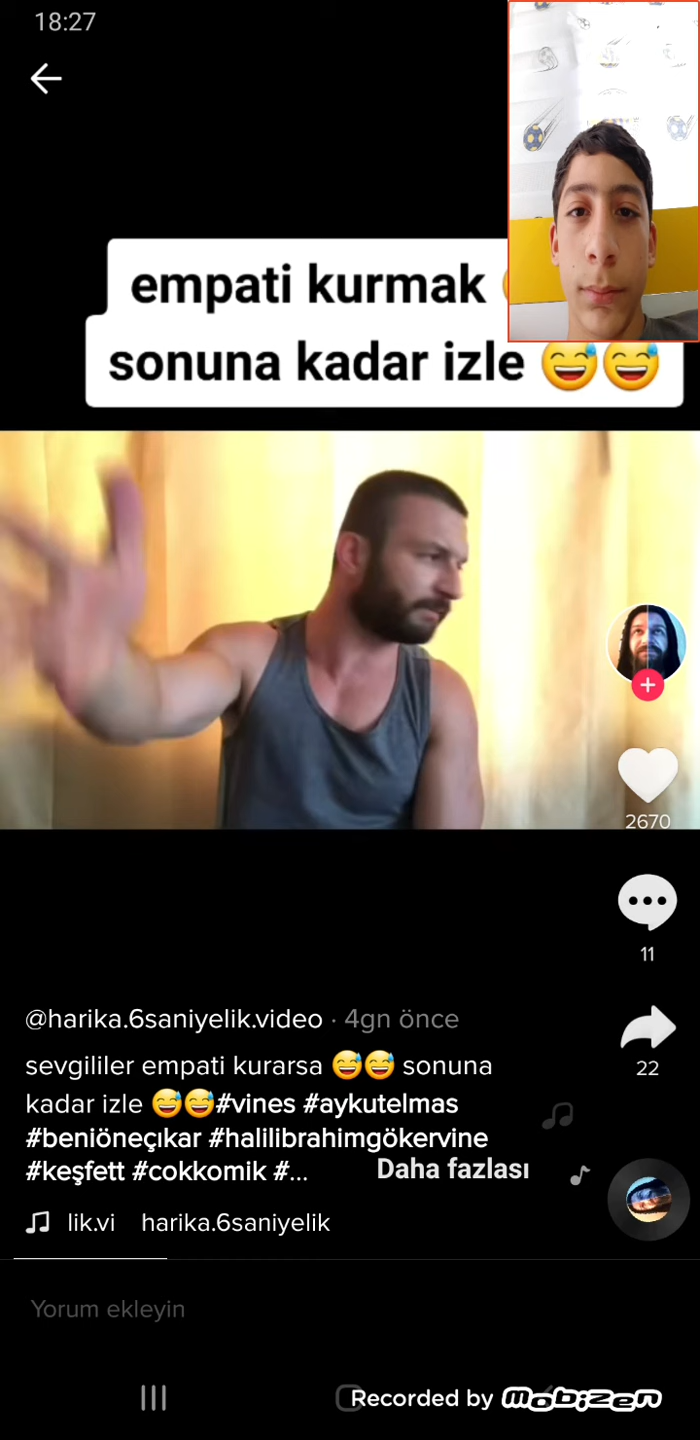 18:27
empati kurmak
sonuna kadar izle 😅😅
2670
11
@harika.6saniyelik.video · 4gn önce
sevgililer empati kurarsa 😅😅 sonuna
kadar izle 😅😅#vines #aykutelmas
#beniöneçıkar #halilibrahimgökervine
#keşfett #cokkomik #... Daha fazlası
22
lik.vi harika.6saniyelik
Yorum ekleyin
Recorded by mobizen